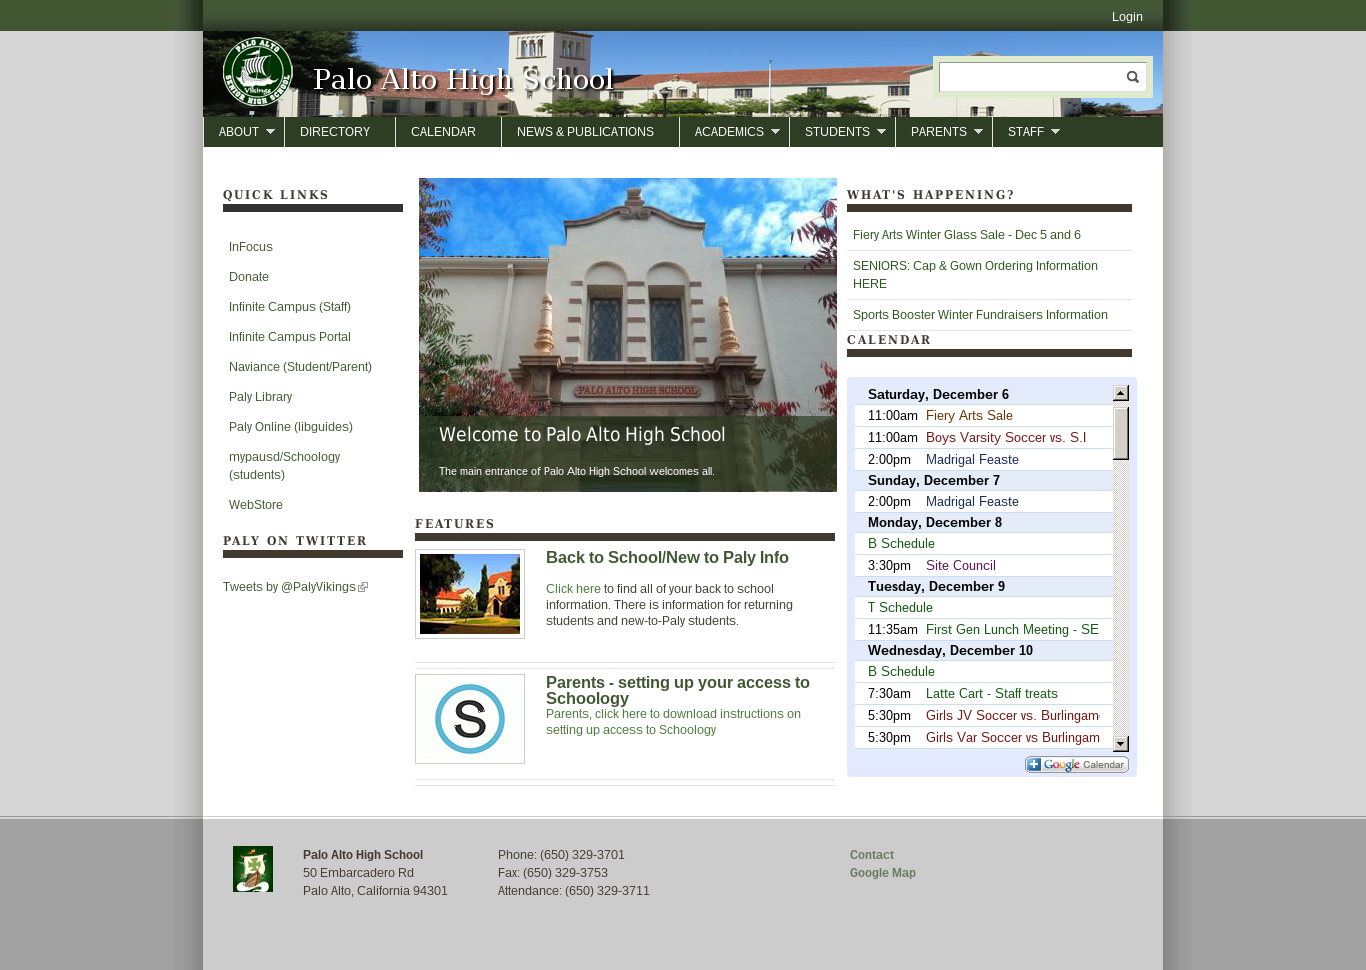 Login
PALO ALTO
Vikings
SENIOR HIGH SCHOOL
Palo Alto High School
ABOUT
DIRECTORY
CALENDAR
NEWS & PUBLICATIONS
ACADEMICS
STUDENTS
PARENTS
STAFF
QUICK LINKS
InFocus
Donate
Infinite Campus (Staff)
Infinite Campus Portal
Naviance (Student/Parent)
Paly Library
Paly Online (libguides)
mypausd/Schoology
(students)
WebStore
PALY ON TWITTER
Tweets by @PalyVikings
PALO ALTO HIGH SCHOOL
Welcome to Palo Alto High School
The main entrance of Palo Alto High School welcomes all.
FEATURES
Back to School/New to Paly Info
Click here to find all of your back to school
information. There is information for returning
students and new-to-Paly students.
S
Parents - setting up your access to
Schoology
Parents, click here to download instructions on
setting up access to Schoology
WHAT'S HAPPENING?
Fiery Arts Winter Glass Sale - Dec 5 and 6
SENIORS: Cap & Gown Ordering Information
HERE
Sports Booster Winter Fundraisers Information
CALENDAR
Saturday, December 6
11:00am Fiery Arts Sale
11:00am Boys Varsity Soccer vs. S.I
2:00pm Madrigal Feaste
Sunday, December 7
2:00pm Madrigal Feaste
Monday, December 8
B Schedule
3:30pm Site Council
Tuesday, December 9
T Schedule
11:35am First Gen Lunch Meeting - SE
Wednesday, December 10
B Schedule
7:30am Latte Cart - Staff treats
5:30pm Girls JV Soccer vs. Burlingam
5:30pm Girls Var Soccer vs Burlingam
Google Calendar
Palo Alto High School
50 Embarcadero Rd
Palo Alto, California 94301
Phone: (650) 329-3701
Fax: (650) 329-3753
Attendance: (650) 329-3711
Contact
Google Map